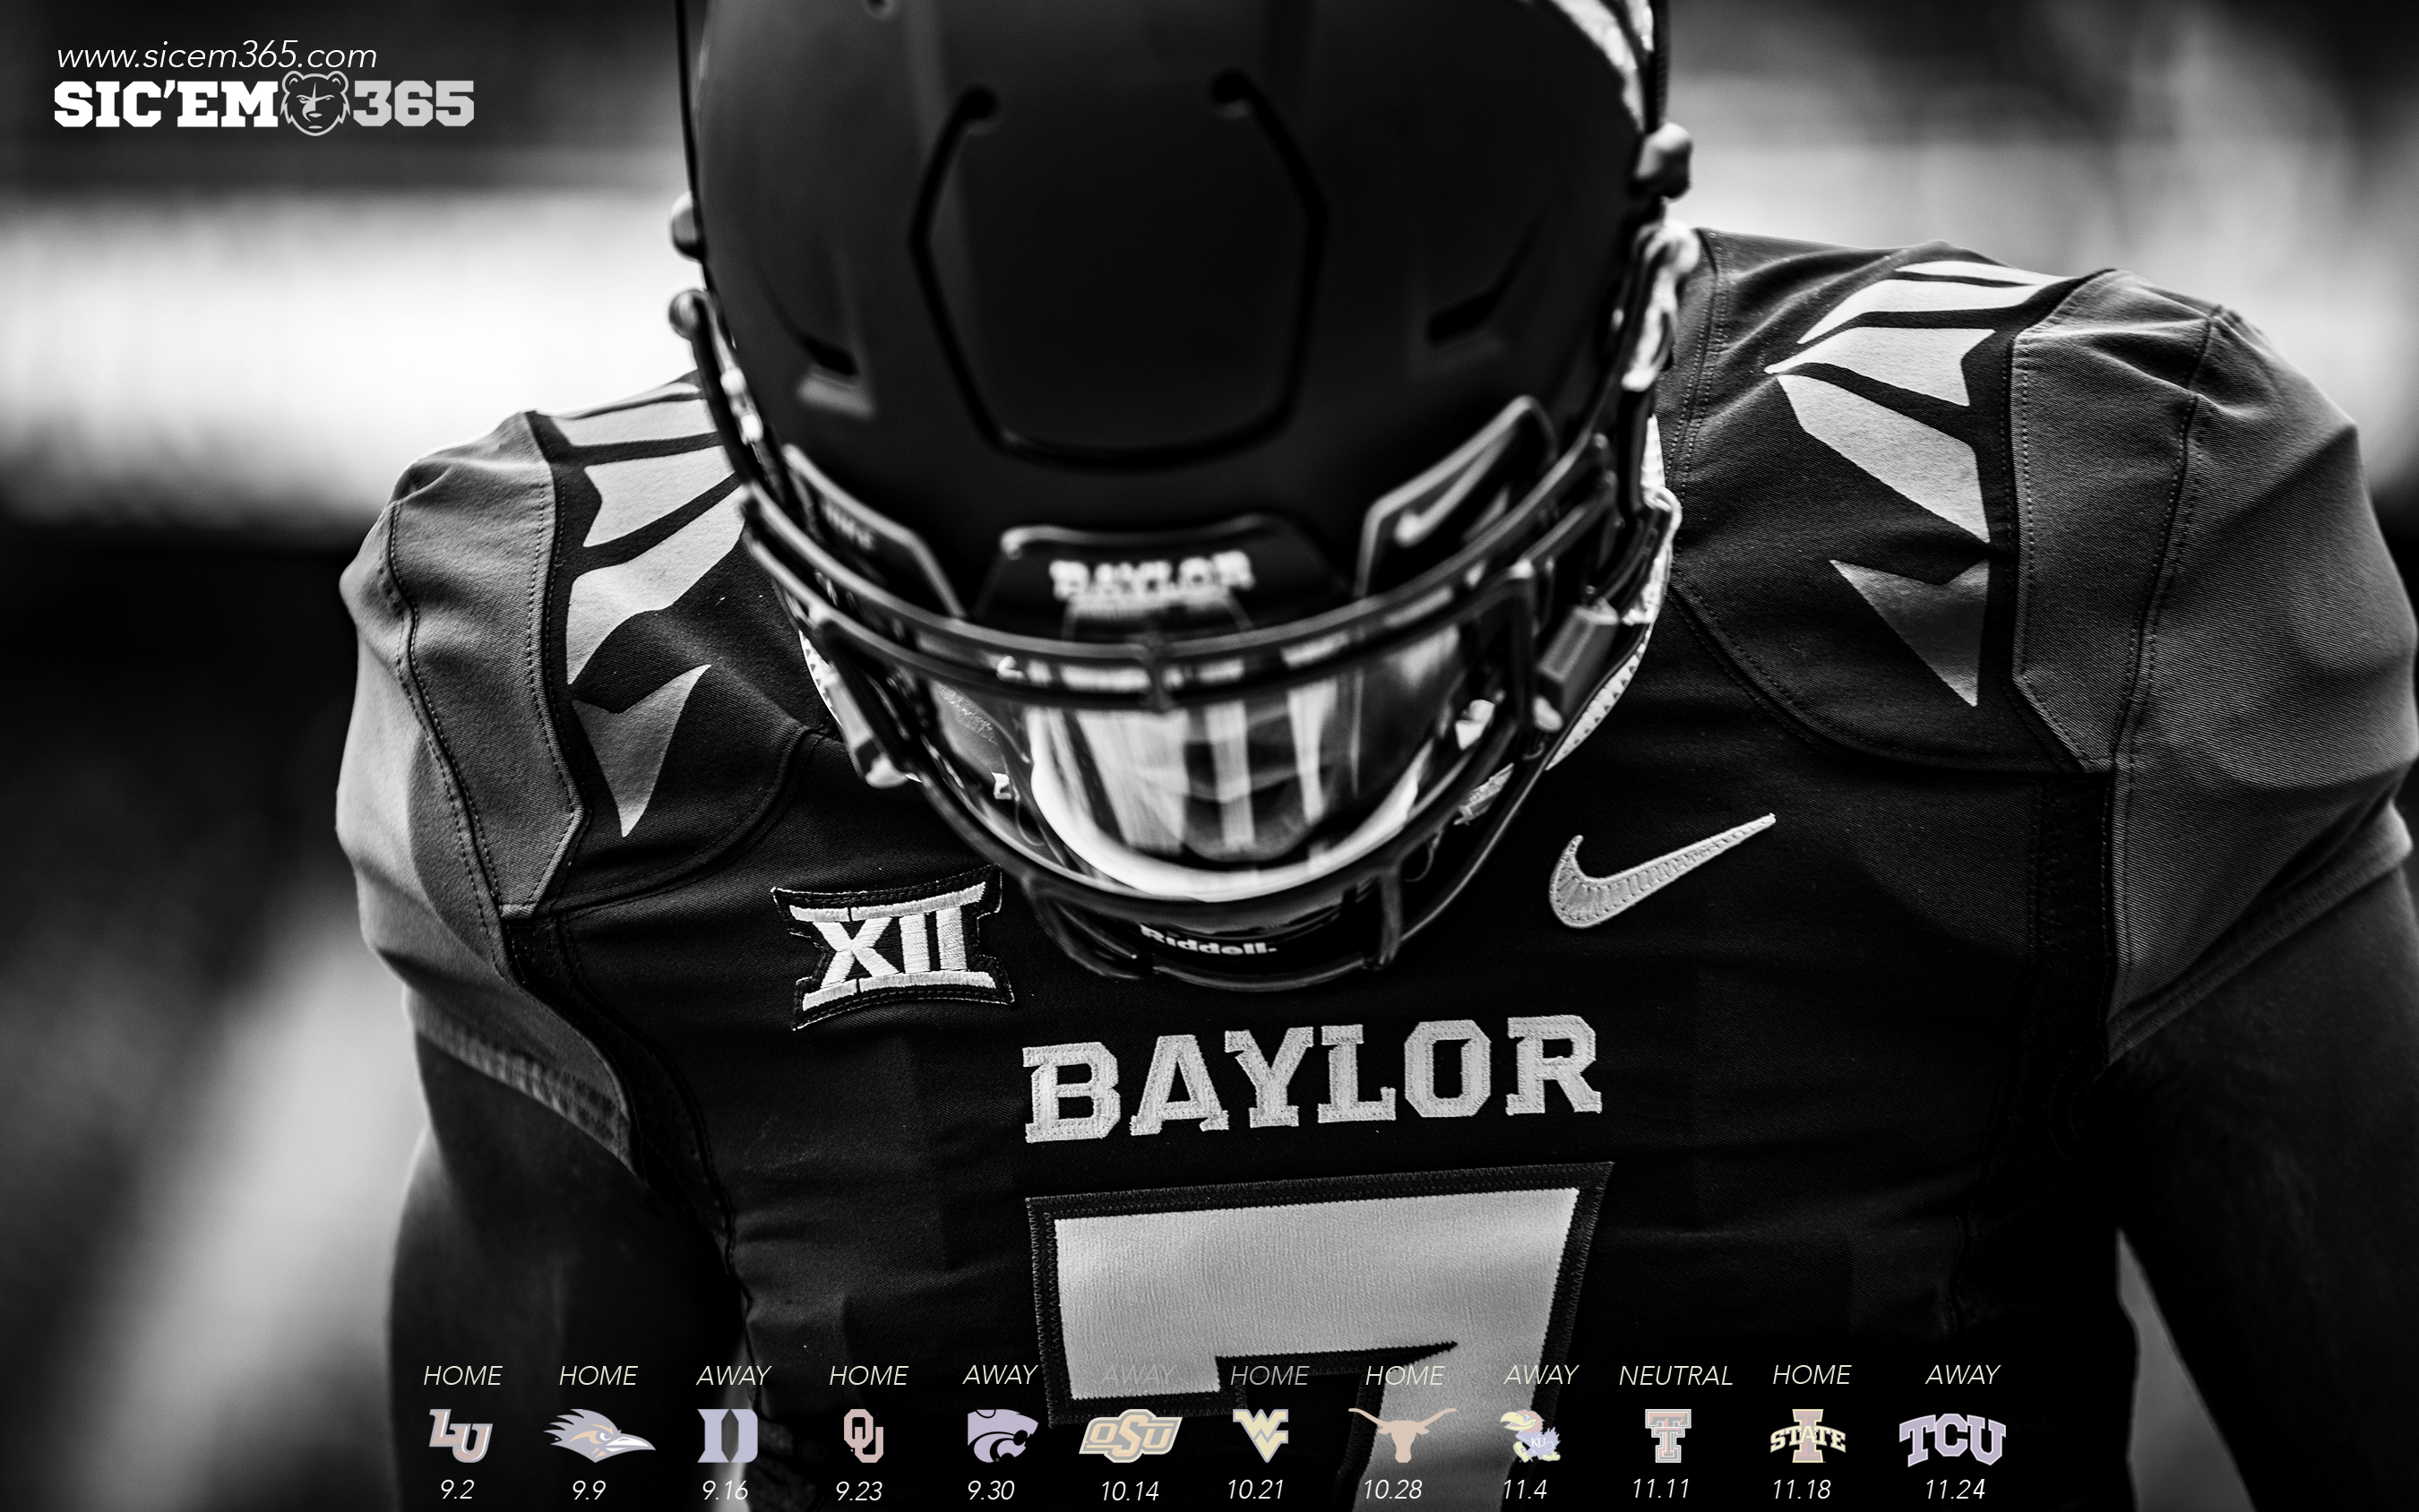 www.sicem365.com
SIC'EM 365
BAYLOR
Riddell.
XII
BAYLOR
7
HOME HOME AWAY HOME AWAY AWAY HOME HOME AWAY NEUTRAL HOME AWAY
LU D OU OSU WV KU T I STATE TCU
9.2 9.9 9.16 9.23 9.30 10.14 10.21 10.28 11.4 11.11 11.18 11.24